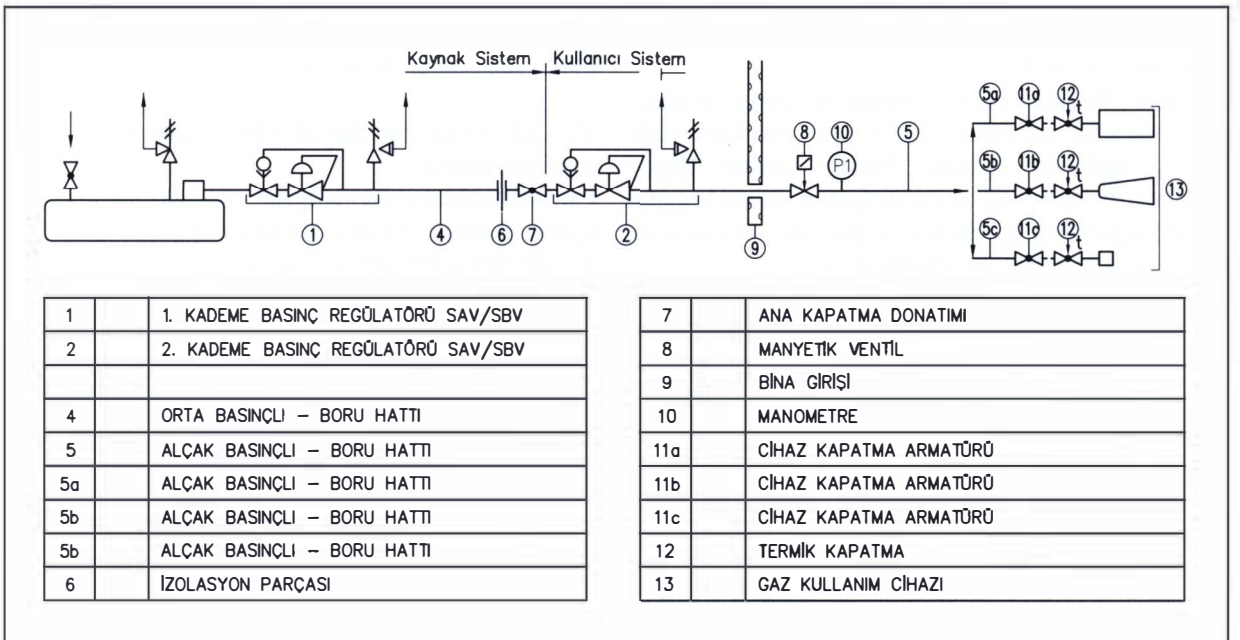 Kaynak Sistem Kullanıcı Sistem
5a 11a 12 t
8 10 5
P1
5b 11b 12 t
13
1 4 6 7 2 9
5c 11c 12 t
1 1. KADEME BASINÇ REGÜLATÖRÜ SAV/SBV
2 2. KADEME BASINÇ REGÜLATÖRÜ SAV/SBV
4 ORTA BASINÇLI – BORU HATTI
5 ALÇAK BASINÇLI – BORU HATTI
5a ALÇAK BASINÇLI – BORU HATTI
5b ALÇAK BASINÇLI – BORU HATTI
5b ALÇAK BASINÇLI – BORU HATTI
6 İZOLASYON PARÇASI
7 ANA KAPATMA DONATIMI
8 MANYETİK VENTİL
9 BİNA GİRİŞİ
10 MANOMETRE
11a CİHAZ KAPATMA ARMATÜRÜ
11b CİHAZ KAPATMA ARMATÜRÜ
11c CİHAZ KAPATMA ARMATÜRÜ
12 TERMİK KAPATMA
13 GAZ KULLANIM CİHAZI